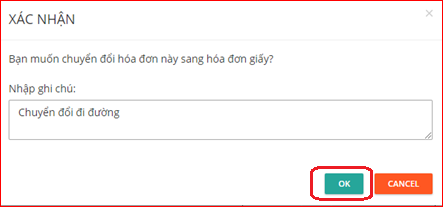 XÁC NHẬN
×
Bạn muốn chuyển đổi hóa đơn này sang hóa đơn giấy?
Nhập ghi chú:
Chuyển đổi đi đường
OK CANCEL